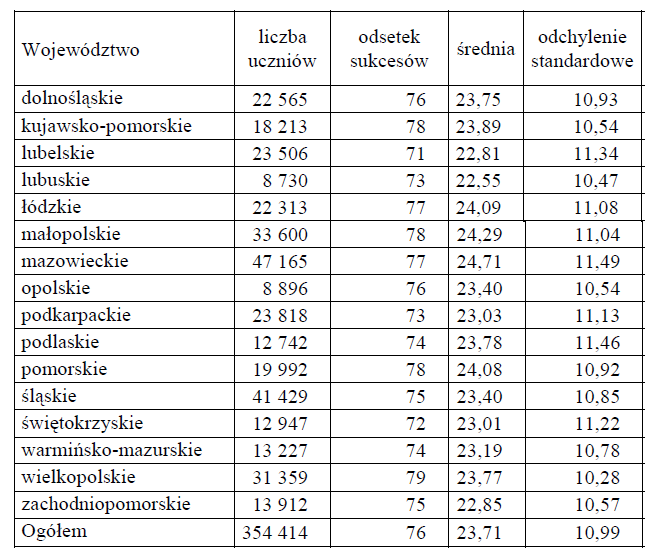 Województwo liczba uczniów odsetek sukcesów średnia odchylenie standardowe
dolnośląskie 22 565 76 23,75 10,93
kujawsko-pomorskie 18 213 78 23,89 10,54
lubelskie 23 506 71 22,81 11,34
lubuskie 8 730 73 22,55 10,47
łódzkie 22 313 77 24,09 11,08
małopolskie 33 600 78 24,29 11,04
mazowieckie 47 165 77 24,71 11,49
opolskie 8 896 76 23,40 10,54
podkarpackie 23 818 73 23,03 11,13
podlaskie 12 742 74 23,78 11,46
pomorskie 19 992 78 24,08 10,92
śląskie 41 429 75 23,40 10,85
świętokrzyskie 12 947 72 23,01 11,22
warmińsko-mazurskie 13 227 74 23,19 10,78
wielkopolskie 31 359 79 23,77 10,28
zachodniopomorskie 13 912 75 22,85 10,57
Ogółem 354 414 76 23,71 10,99